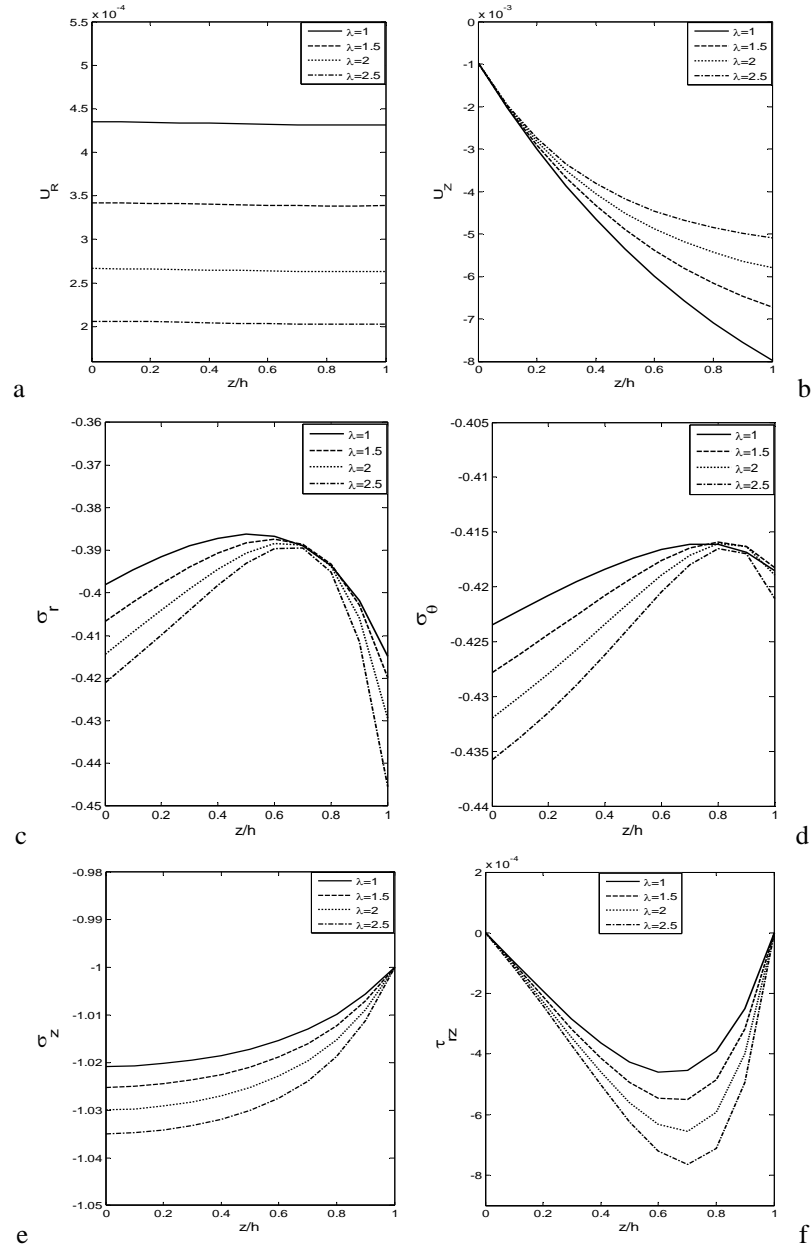 x 10⁻⁴
5.5
5
4.5
4
3.5
3
2.5
2
U_R
0 0.2 0.4 0.6 0.8 1
z/h
λ=1
λ=1.5
λ=2
λ=2.5
a
x 10⁻³
0
-1
-2
-3
-4
-5
-6
-7
-8
U_Z
0 0.2 0.4 0.6 0.8 1
z/h
λ=1
λ=1.5
λ=2
λ=2.5
b
-0.36
-0.37
-0.38
-0.39
-0.4
-0.41
-0.42
-0.43
-0.44
-0.45
σ_r
0 0.2 0.4 0.6 0.8 1
z/h
λ=1
λ=1.5
λ=2
λ=2.5
c
-0.405
-0.41
-0.415
-0.42
-0.425
-0.43
-0.435
-0.44
σ_θ
0 0.2 0.4 0.6 0.8 1
z/h
λ=1
λ=1.5
λ=2
λ=2.5
d
-0.98
-0.99
-1
-1.01
-1.02
-1.03
-1.04
-1.05
σ_z
0 0.2 0.4 0.6 0.8 1
z/h
λ=1
λ=1.5
λ=2
λ=2.5
e
x 10⁻⁴
2
0
-2
-4
-6
-8
τ_rz
0 0.2 0.4 0.6 0.8 1
z/h
λ=1
λ=1.5
λ=2
λ=2.5
f